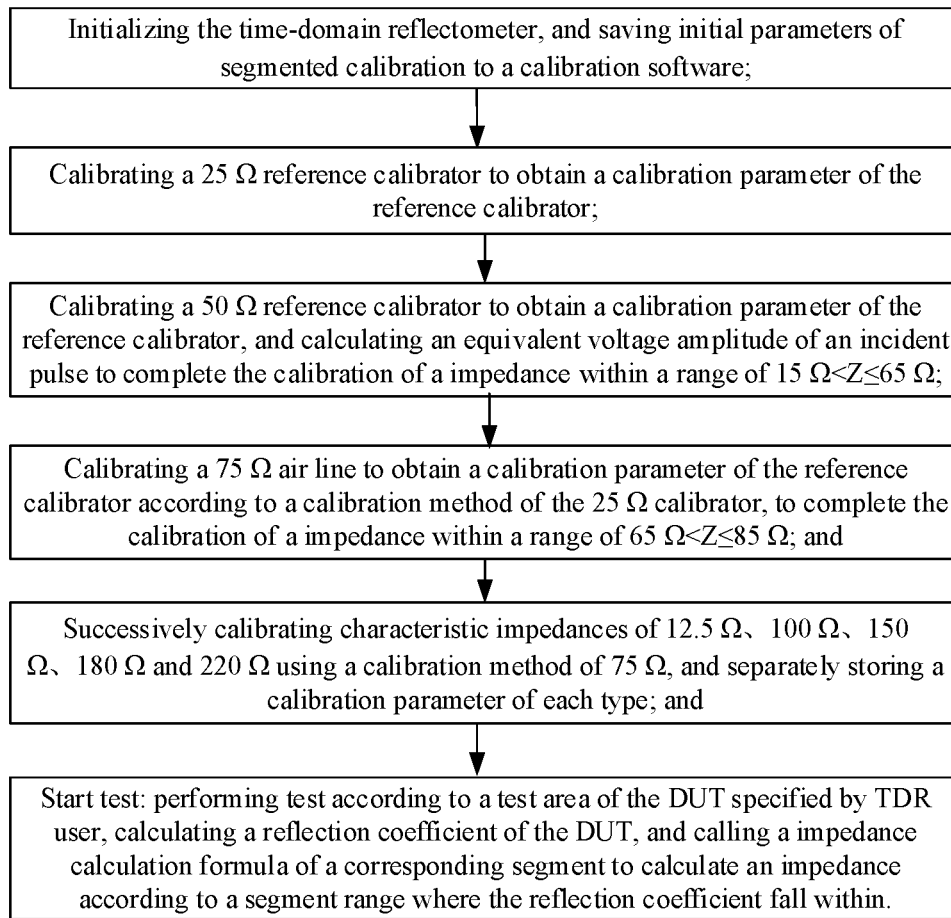 Initializing the time-domain reflectometer, and saving initial parameters of
segmented calibration to a calibration software;
Calibrating a 25 Ω reference calibrator to obtain a calibration parameter of the
reference calibrator;
Calibrating a 50 Ω reference calibrator to obtain a calibration parameter of the
reference calibrator, and calculating an equivalent voltage amplitude of an incident
pulse to complete the calibration of a impedance within a range of 15 Ω<Z≤65 Ω;
Calibrating a 75 Ω air line to obtain a calibration parameter of the reference
calibrator according to a calibration method of the 25 Ω calibrator, to complete the
calibration of a impedance within a range of 65 Ω<Z≤85 Ω; and
Successively calibrating characteristic impedances of 12.5 Ω、100 Ω、150
Ω、180 Ω and 220 Ω using a calibration method of 75 Ω, and separately storing a
calibration parameter of each type; and
Start test: performing test according to a test area of the DUT specified by TDR
user, calculating a reflection coefficient of the DUT, and calling a impedance
calculation formula of a corresponding segment to calculate an impedance
according to a segment range where the reflection coefficient fall within.